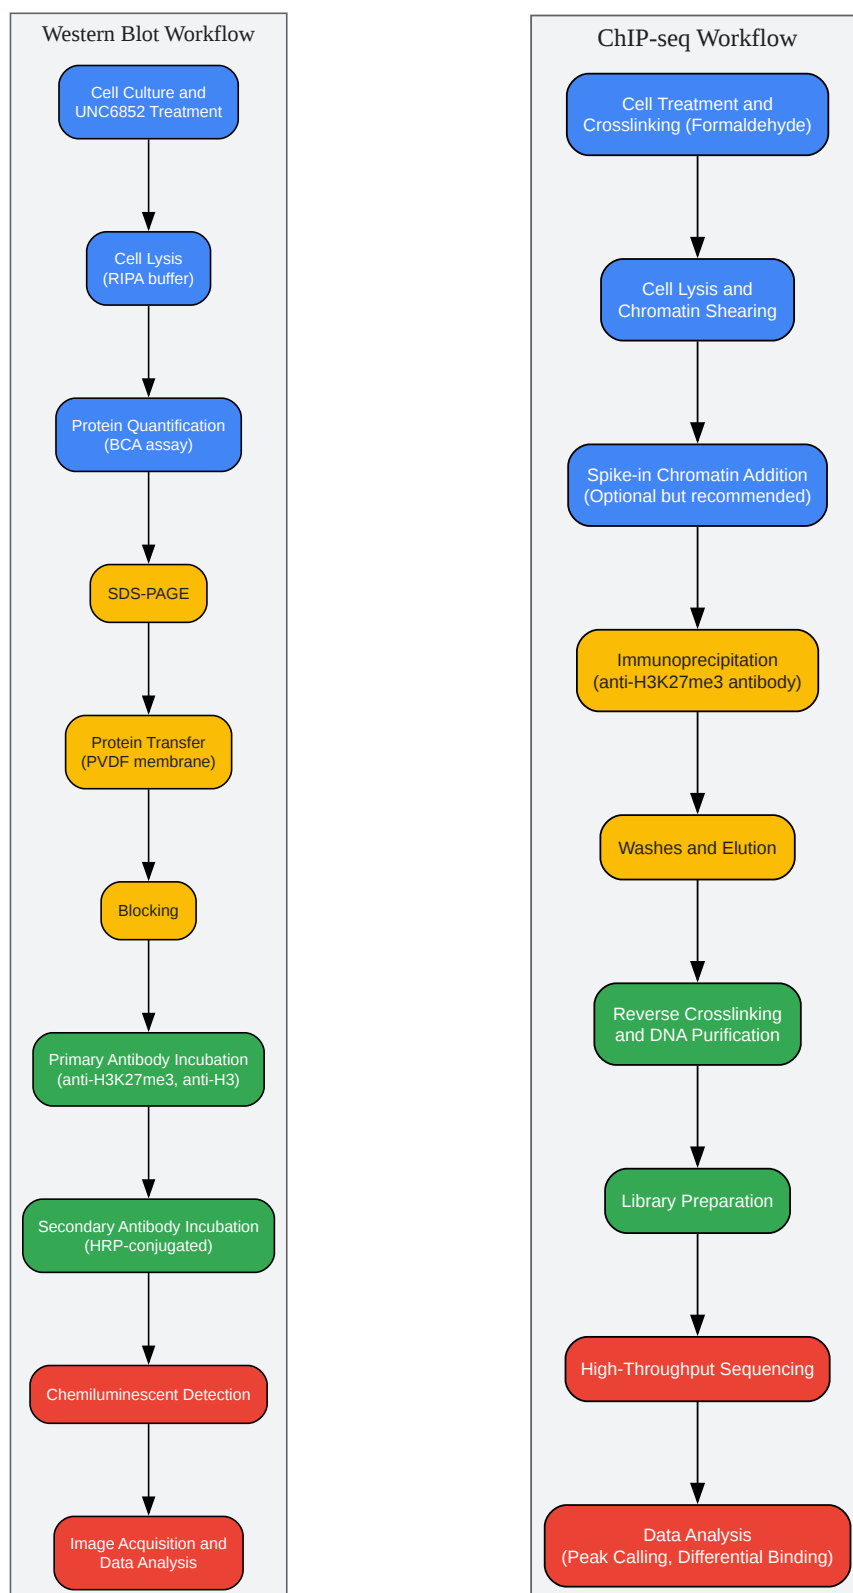 Western Blot Workflow
Cell Culture and
UNC6852 Treatment
Cell Lysis
(RIPA buffer)
Protein Quantification
(BCA assay)
SDS-PAGE
Protein Transfer
(PVDF membrane)
Blocking
Primary Antibody Incubation
(anti-H3K27me3, anti-H3)
Secondary Antibody Incubation
(HRP-conjugated)
Chemiluminescent Detection
Image Acquisition and
Data Analysis
ChIP-seq Workflow
Cell Treatment and
Crosslinking (Formaldehyde)
Cell Lysis and
Chromatin Shearing
Spike-in Chromatin Addition
(Optional but recommended)
Immunoprecipitation
(anti-H3K27me3 antibody)
Washes and Elution
Reverse Crosslinking
and DNA Purification
Library Preparation
High-Throughput Sequencing
Data Analysis
(Peak Calling, Differential Binding)